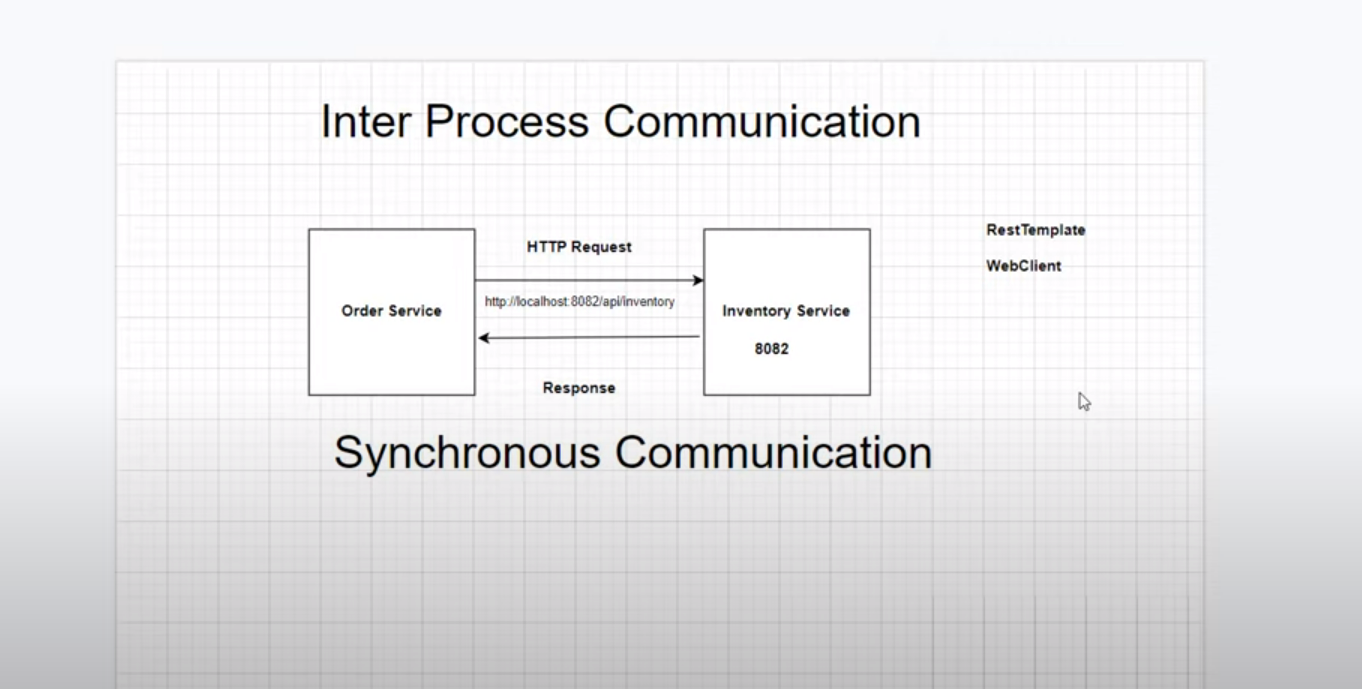 Inter Process Communication
HTTP Request
RestTemplate
WebClient
http://localhost:8082/api/inventory
Order Service
Inventory Service
8082
Response
Synchronous Communication